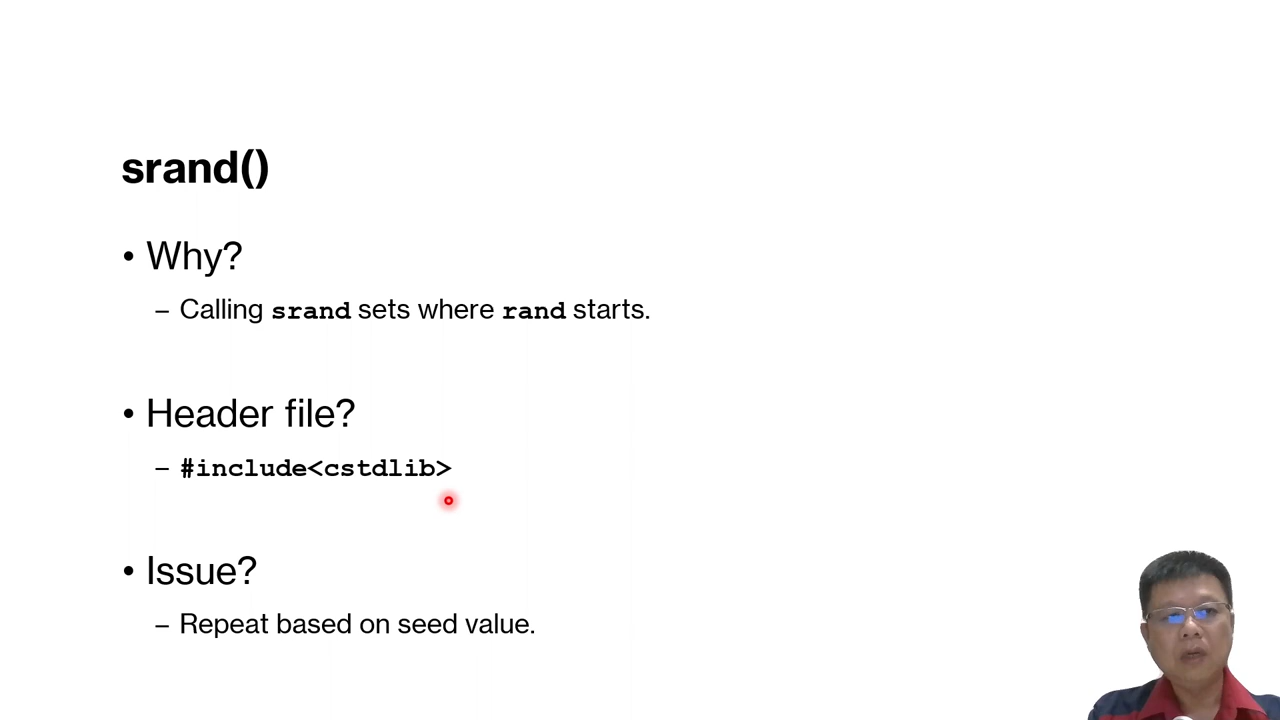 srand()
• Why?
– Calling srand sets where rand starts.
• Header file?
– #include<cstdlib>
• Issue?
– Repeat based on seed value.